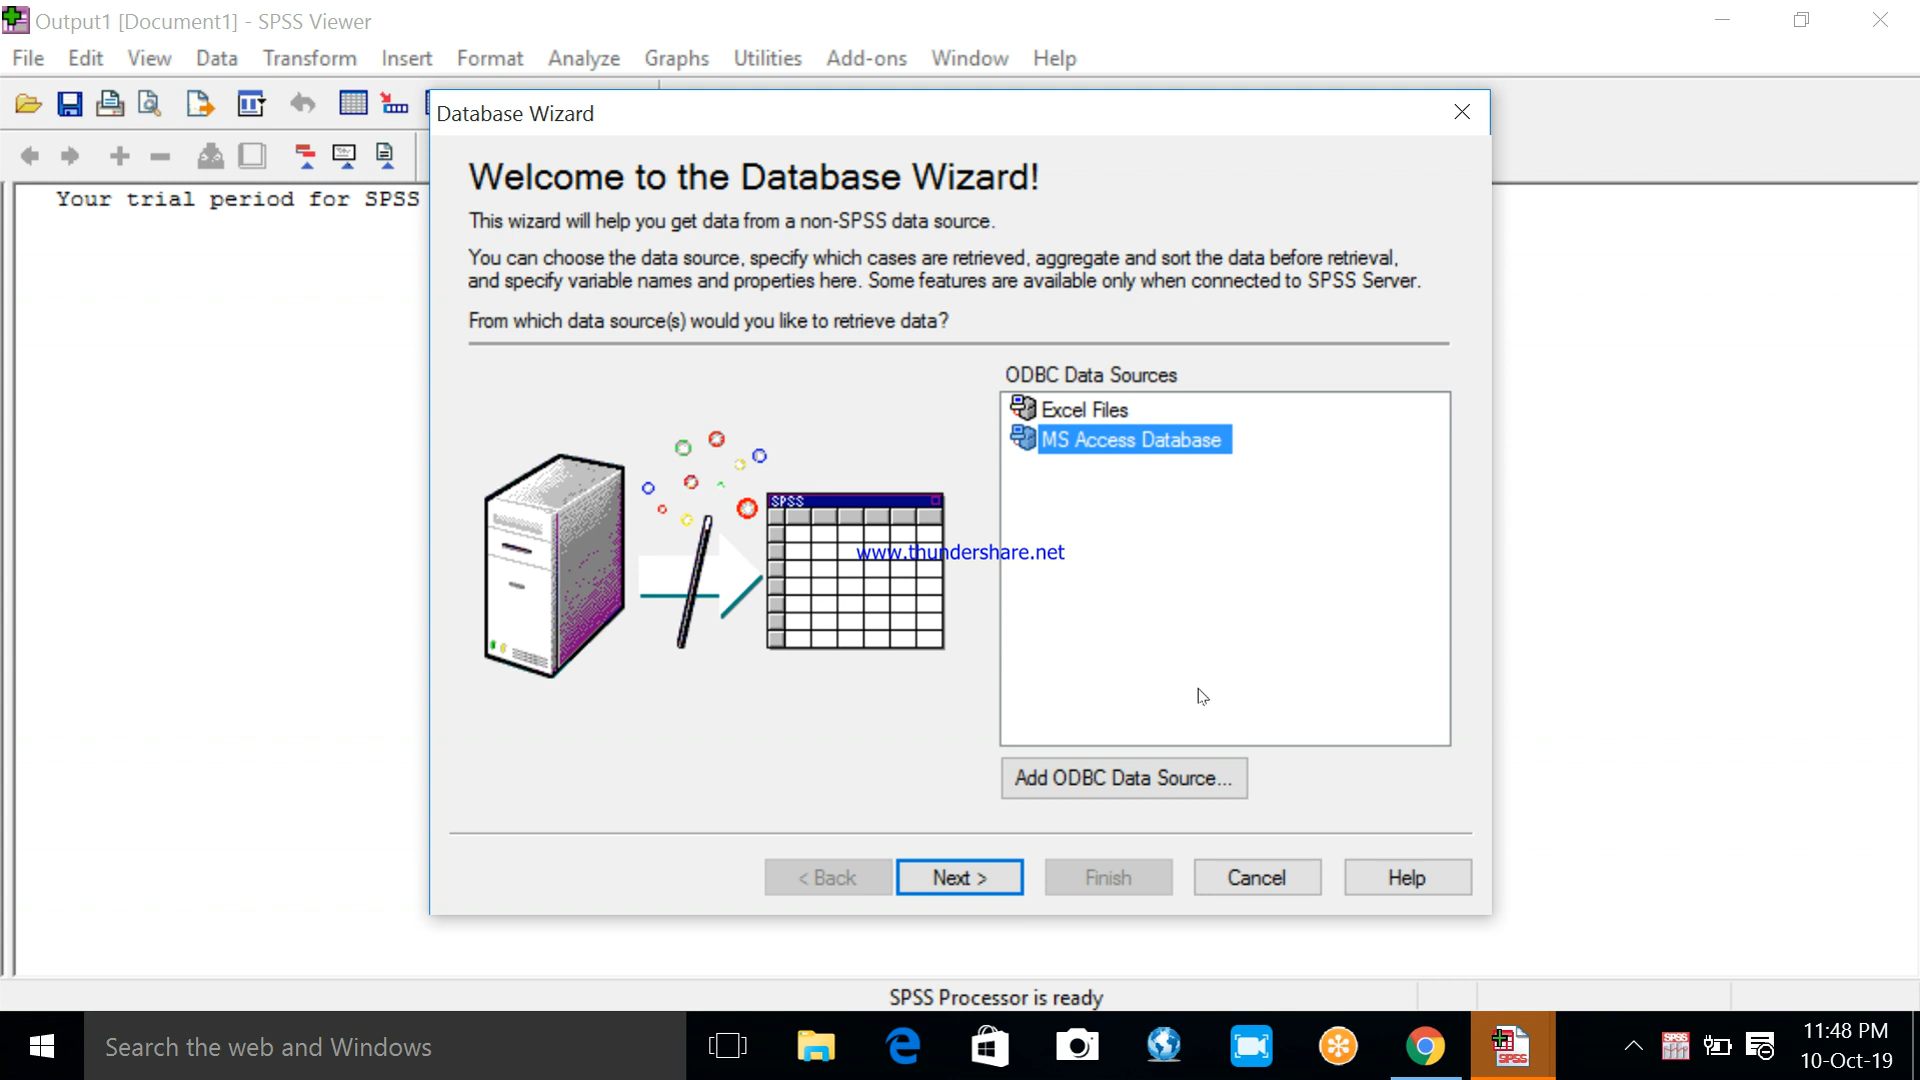 Output1 [Document1] - SPSS Viewer
File Edit View Data Transform Insert Format Analyze Graphs Utilities Add-ons Window Help
Database Wizard
Your trial period for SPSS
Welcome to the Database Wizard!
This wizard will help you get data from a non-SPSS data source.
You can choose the data source, specify which cases are retrieved, aggregate and sort the data before retrieval,
and specify variable names and properties here. Some features are available only when connected to SPSS Server.
From which data source(s) would you like to retrieve data?
ODBC Data Sources
Excel Files
MS Access Database
SPSS
www.thundershare.net
Add ODBC Data Source...
< Back Next > Finish Cancel Help
SPSS Processor is ready
Search the web and Windows
SPSS
SPSS
11:48 PM
10-Oct-19